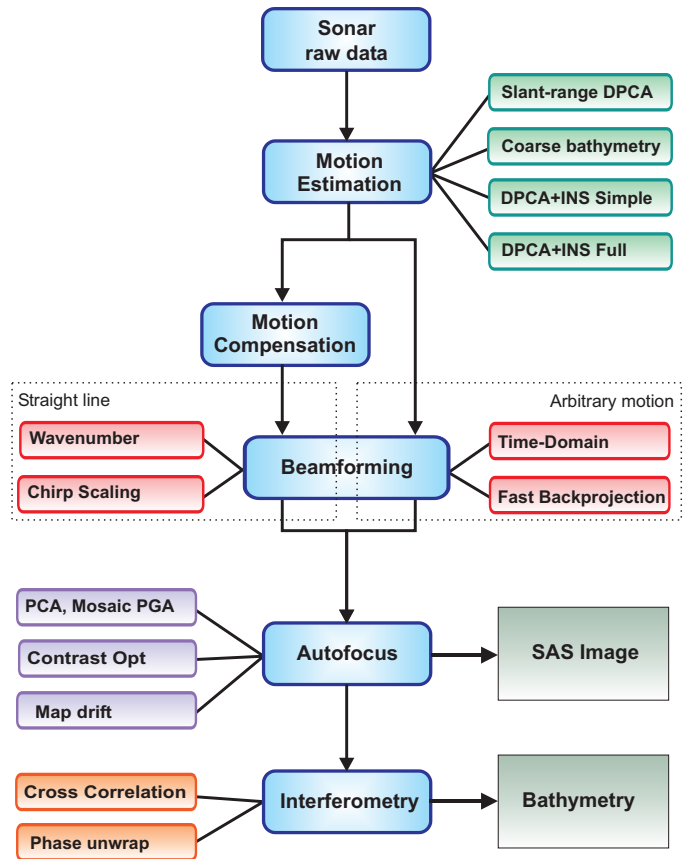 Sonar
raw data
Slant-range DPCA
Coarse bathymetry
Motion
Estimation
DPCA+INS Simple
DPCA+INS Full
Motion
Compensation
Straight line
Arbitrary motion
Wavenumber
Chirp Scaling
Beamforming
Time-Domain
Fast Backprojection
PCA, Mosaic PGA
Contrast Opt
Map drift
Autofocus
SAS Image
Cross Correlation
Phase unwrap
Interferometry
Bathymetry